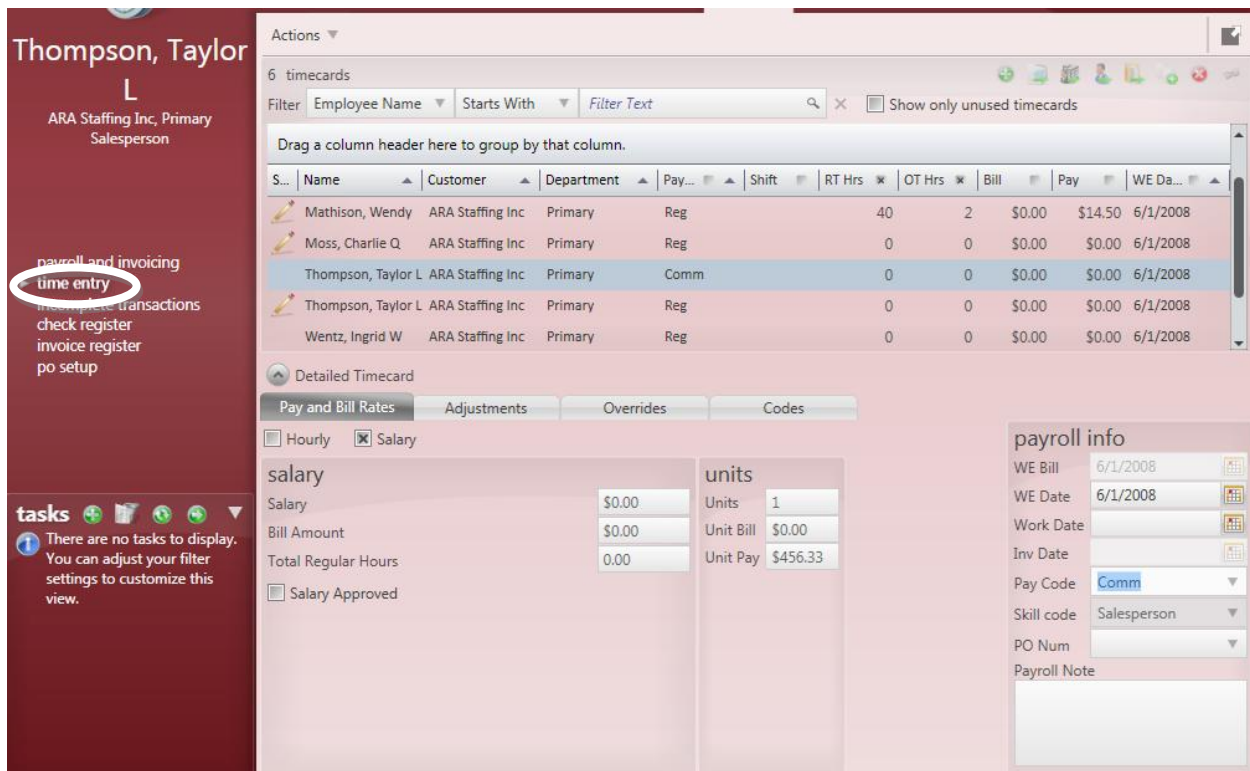 Thompson, Taylor
L
ARA Staffing Inc, Primary
Salesperson
payroll and invoicing
time entry
incomplete transactions
check register
invoice register
po setup
tasks
There are no tasks to display.
You can adjust your filter
settings to customize this
view.
Actions
6 timecards
Filter Employee Name Starts With Filter Text Show only unused timecards
Drag a column header here to group by that column.
S... Name Customer Department Pay... Shift RT Hrs OT Hrs Bill Pay WE Da...
Mathison, Wendy ARA Staffing Inc Primary Reg 40 2 $0.00 $14.50 6/1/2008
Moss, Charlie Q ARA Staffing Inc Primary Reg 0 0 $0.00 $0.00 6/1/2008
Thompson, Taylor L ARA Staffing Inc Primary Comm 0 0 $0.00 $0.00 6/1/2008
Thompson, Taylor L ARA Staffing Inc Primary Reg 0 0 $0.00 $0.00 6/1/2008
Wentz, Ingrid W ARA Staffing Inc Primary Reg 0 0 $0.00 $0.00 6/1/2008
Detailed Timecard
Pay and Bill Rates Adjustments Overrides Codes
Hourly Salary
salary
Salary $0.00
Bill Amount $0.00
Total Regular Hours 0.00
Salary Approved
units
Units 1
Unit Bill $0.00
Unit Pay $456.33
payroll info
WE Bill 6/1/2008
WE Date 6/1/2008
Work Date
Inv Date
Pay Code Comm
Skill code Salesperson
PO Num
Payroll Note